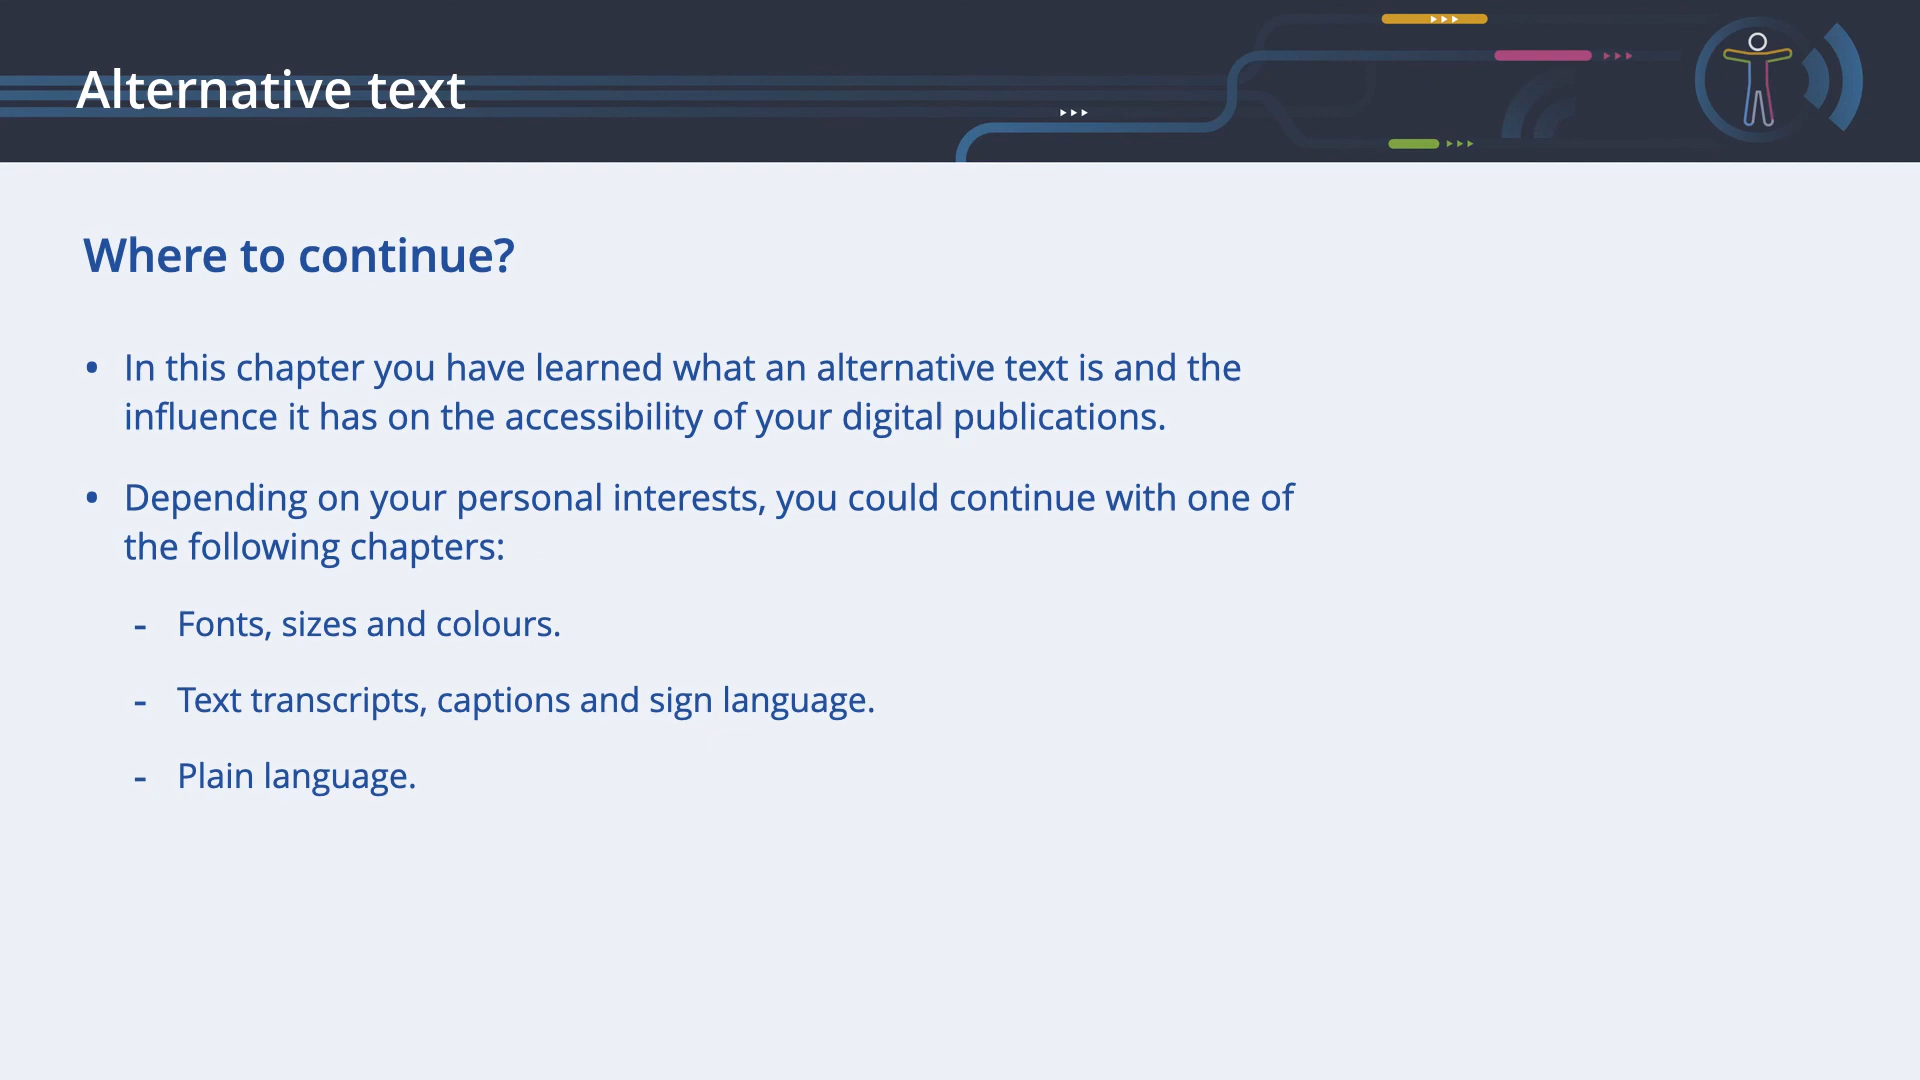 Alternative text
Where to continue?
• In this chapter you have learned what an alternative text is and the
influence it has on the accessibility of your digital publications.
• Depending on your personal interests, you could continue with one of
the following chapters:
- Fonts, sizes and colours.
- Text transcripts, captions and sign language.
- Plain language.